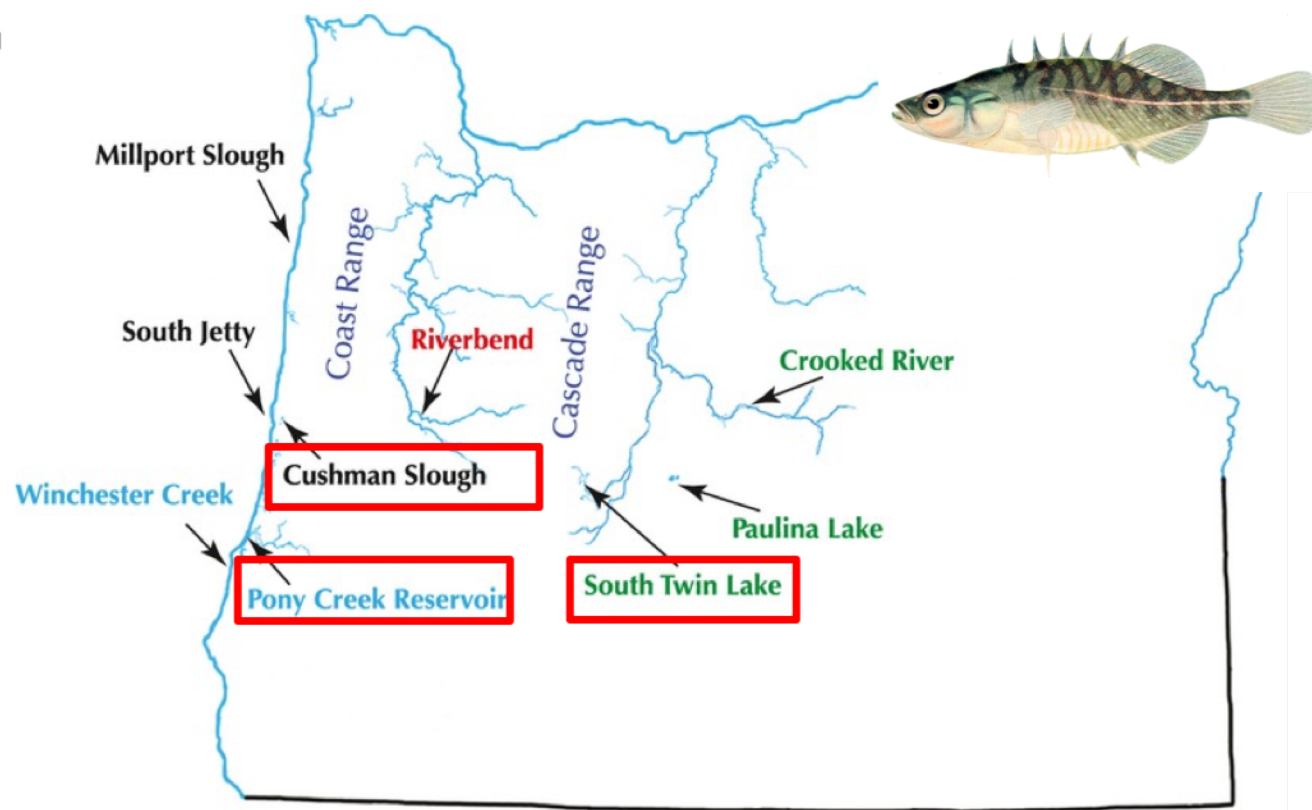 Millport Slough
Coast Range
Cascade Range
South Jetty
Riverbend
Crooked River
Cushman Slough
Winchester Creek
Paulina Lake
South Twin Lake
Pony Creek Reservoir